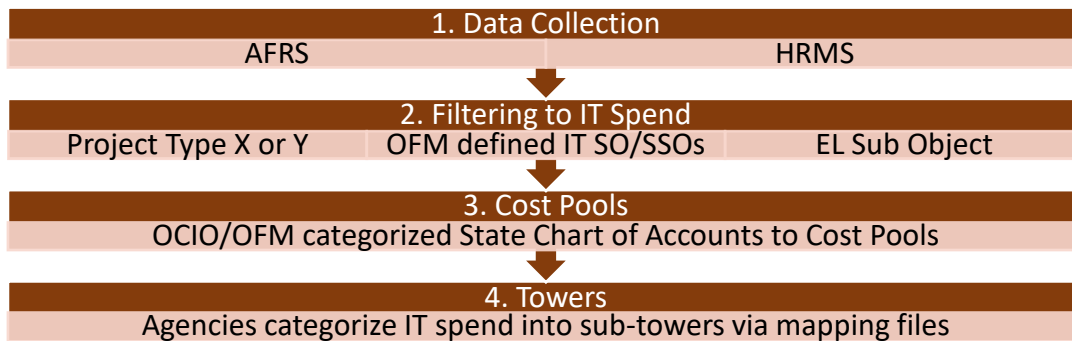 1. Data Collection
AFRS HRMS
2. Filtering to IT Spend
Project Type X or Y OFM defined IT SO/SSOs EL Sub Object
3. Cost Pools
OCIO/OFM categorized State Chart of Accounts to Cost Pools
4. Towers
Agencies categorize IT spend into sub-towers via mapping files